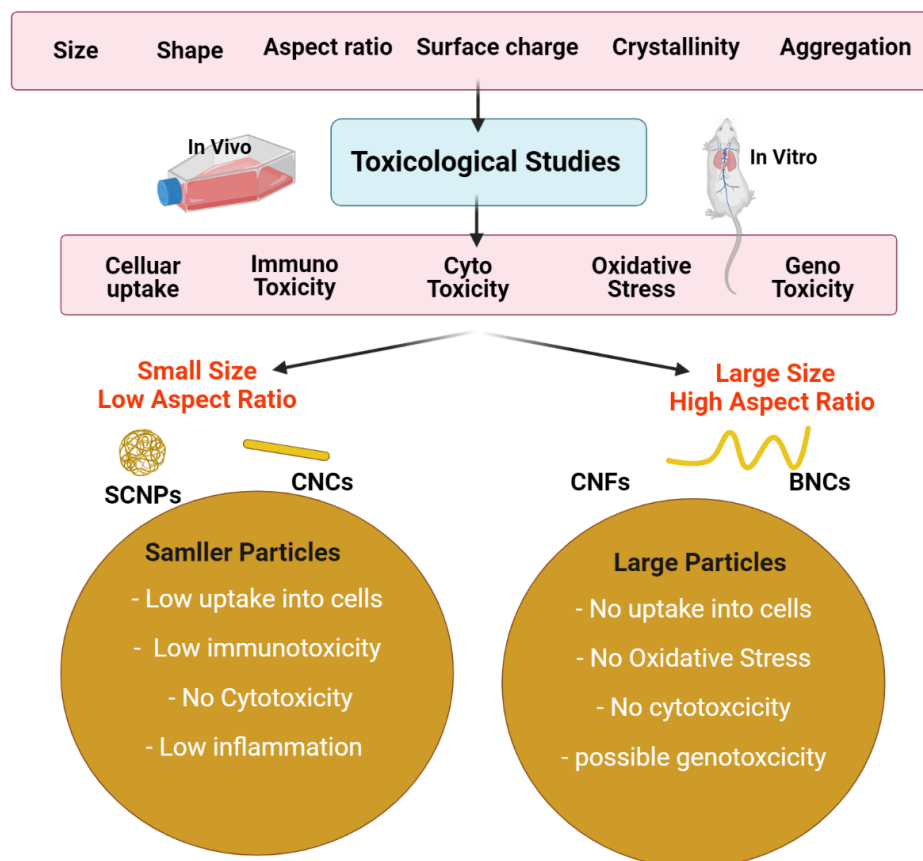 Size Shape Aspect ratio Surface charge Crystallinity Aggregation
In Vivo
Toxicological Studies
In Vitro
Celluar
uptake
Immuno
Toxicity
Cyto
Toxicity
Oxidative
Stress
Geno
Toxicity
Small Size
Low Aspect Ratio
Large Size
High Aspect Ratio
SCNPs
CNCs
CNFs
BNCs
Samller Particles
- Low uptake into cells
- Low immunotoxicity
- No Cytotoxicity
- Low inflammation
Large Particles
- No uptake into cells
- No Oxidative Stress
- No cytotoxcicity
- possible genotoxcicity